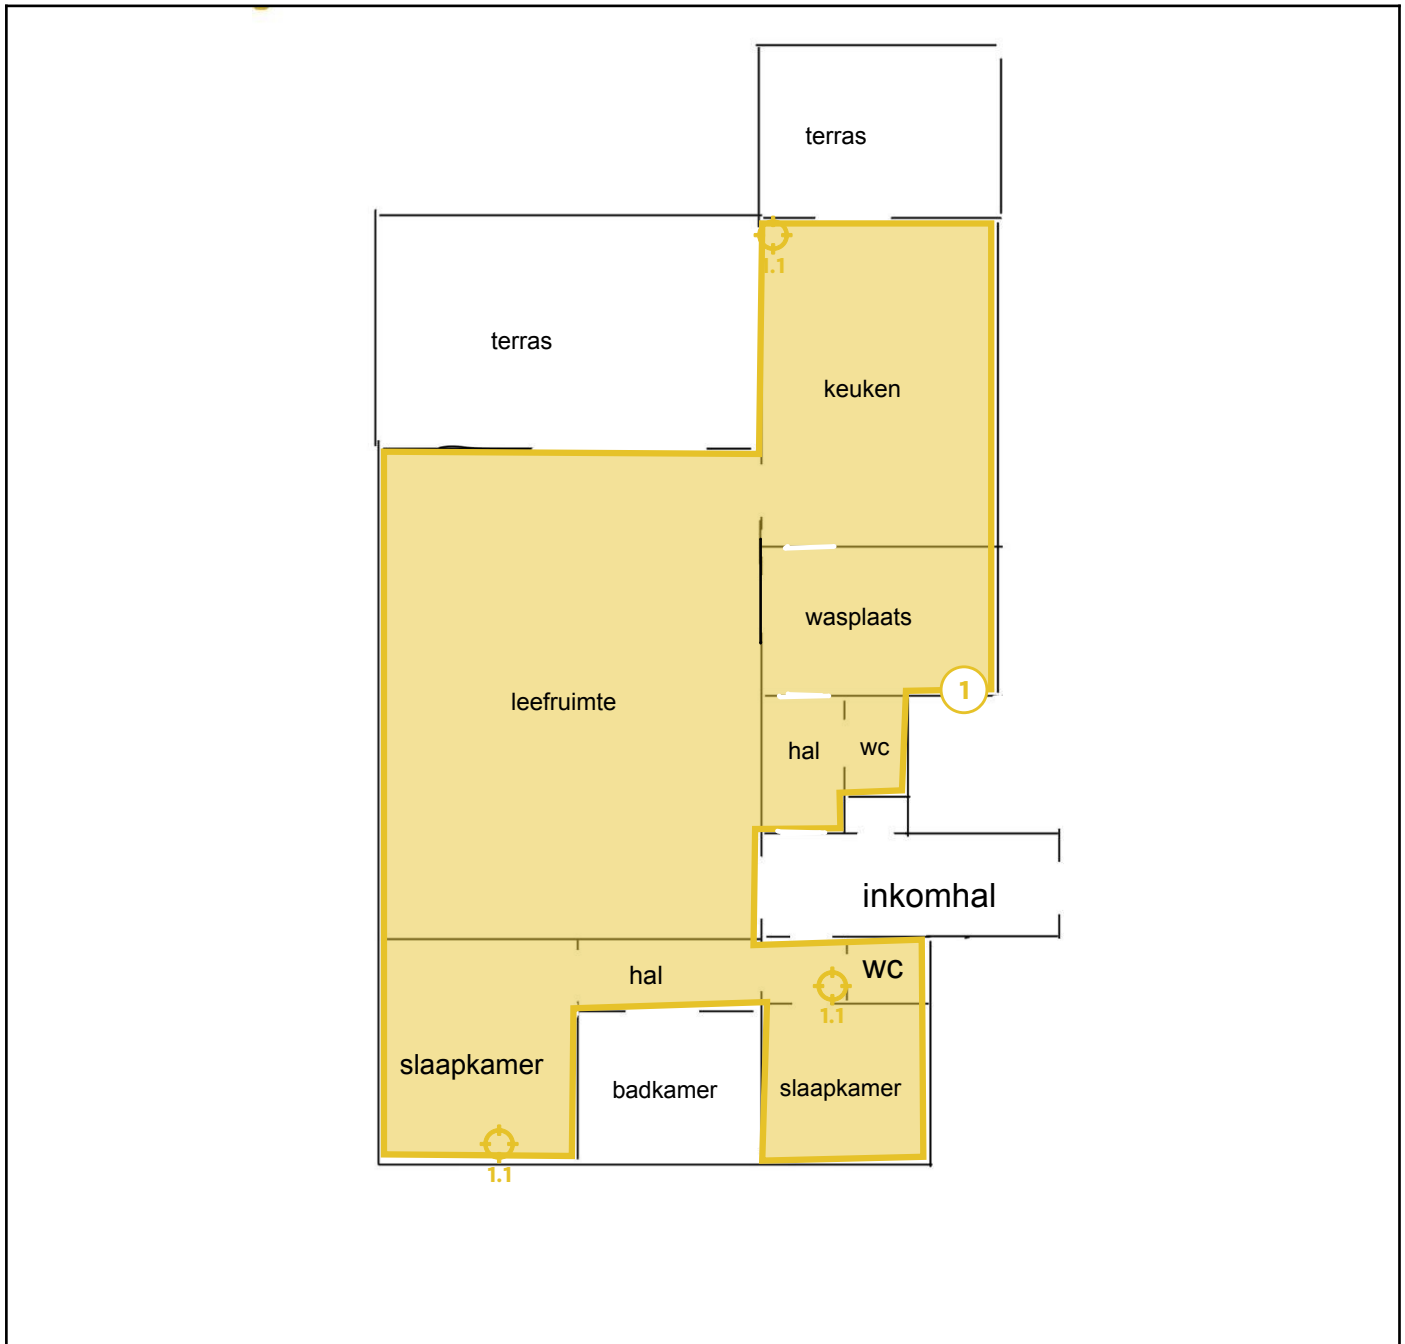 terras
1.1
terras
keuken
wasplaats
1
leefruimte
hal
wc
inkomhal
hal
wc
1.1
slaapkamer
badkamer
slaapkamer
1.1